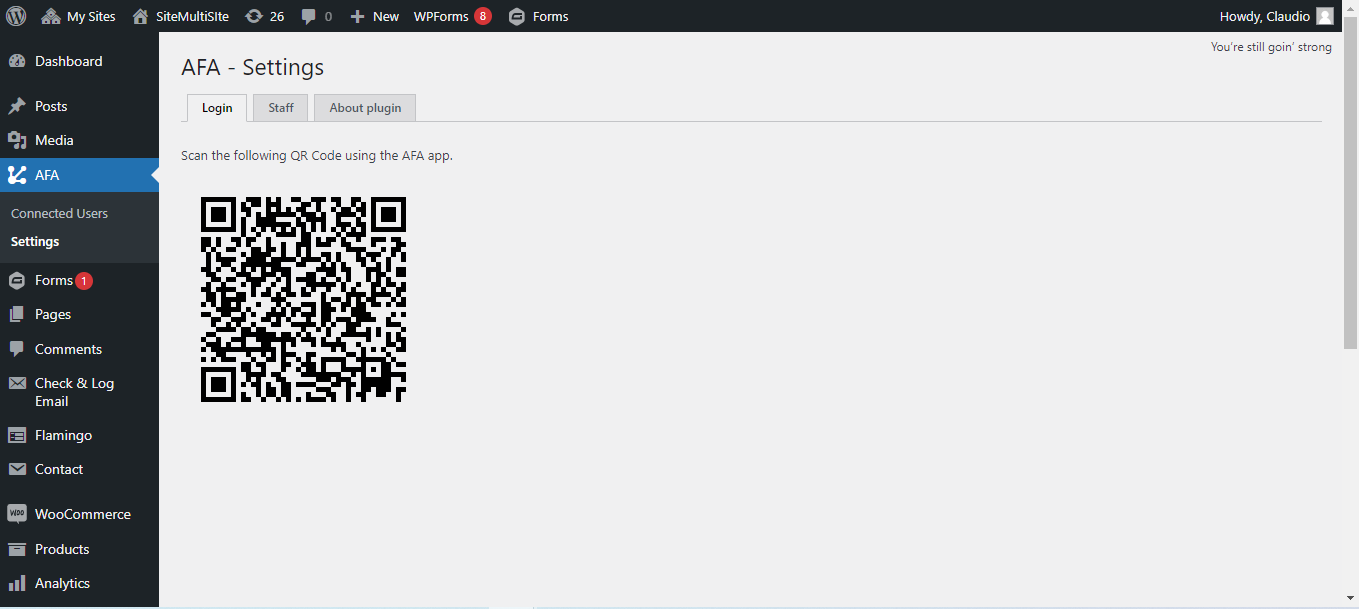 My Sites SiteMultiSIte 26 0 New WPForms 8 Forms Howdy, Claudio
You're still goin' strong
Dashboard
Posts
Media
AFA
Connected Users
Settings
Forms 1
Pages
Comments
Check & Log
Email
Flamingo
Contact
WOO WooCommerce
Products
Analytics
AFA - Settings
Login Staff About plugin
Scan the following QR Code using the AFA app.